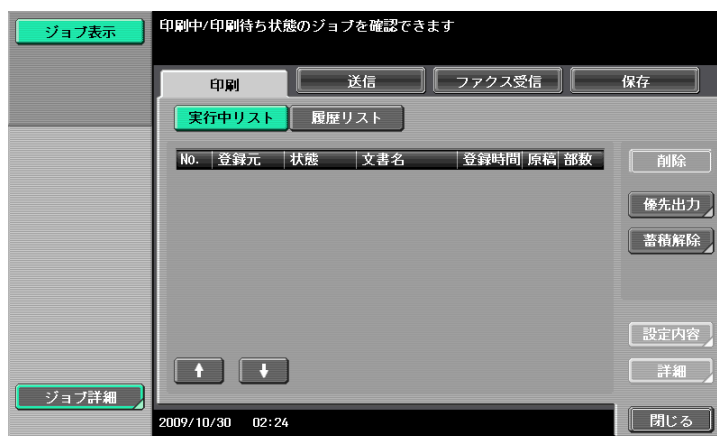 ジョブ表示
印刷中/印刷待ち状態のジョブを確認できます
印刷 送信 ファクス受信 保存
実行中リスト 履歴リスト
No. 登録元 状態 文書名 登録時間 原稿 部数
削除
優先出力
蓄積解除
設定内容
詳細
ジョブ詳細
2009/10/30 02:24
閉じる